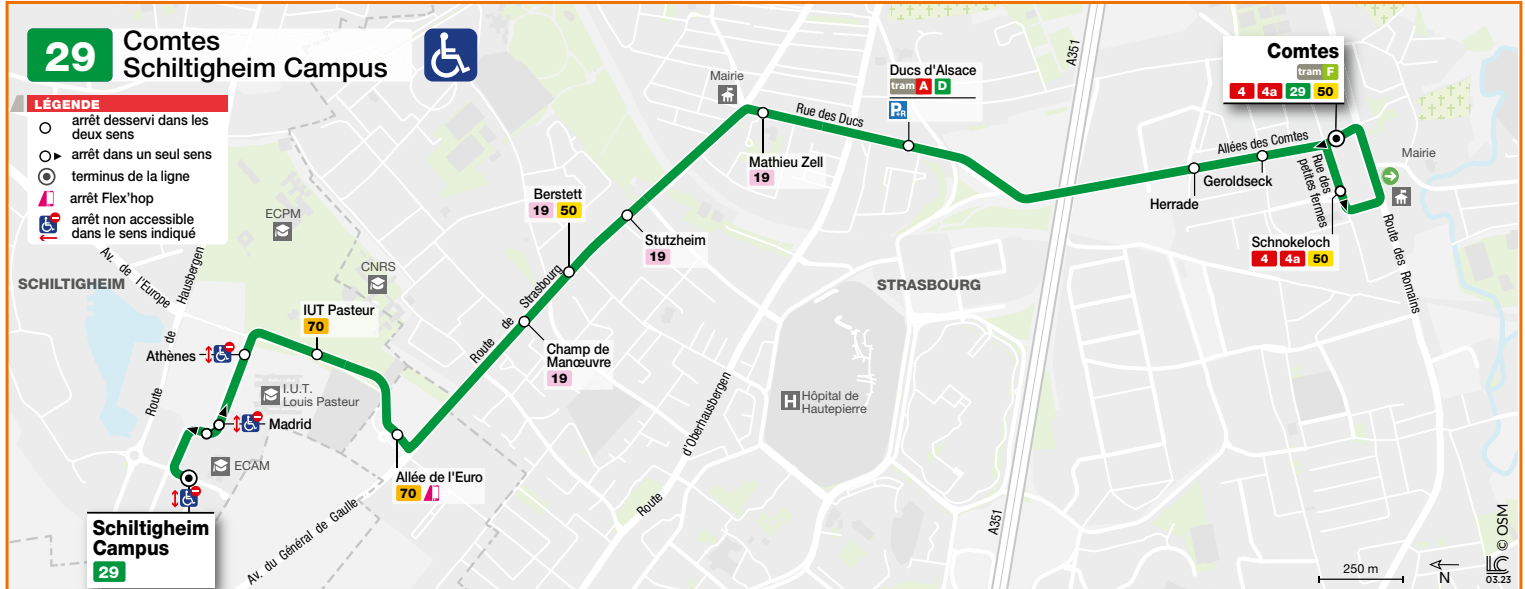 29
Comtes
Schiltigheim Campus
LÉGENDE
arrêt desservi dans les
deux sens
arrêt dans un seul sens
terminus de la ligne
arrêt Flex'hop
arrêt non accessible
dans le sens indiqué
SCHILTIGHEIM
Av. de l'Europe
Route de Hausbergen
ECPM
CNRS
IUT Pasteur
70
Athènes
I.U.T.
Louis Pasteur
Madrid
ECAM
Schiltigheim
Campus
29
Allée de l'Euro
70
Av. du Général de Gaulle
Route de Strasbourg
Champ de
Manœuvre
19
Berstett
19 50
Stutzheim
19
Mairie
Mathieu Zell
19
Rue des Ducs
Ducs d'Alsace
tram A D
P+R
A351
STRASBOURG
H Hôpital de
Hautepierre
Route d'Oberhausbergen
A351
Herrade
Geroldseck
Allées des Comtes
Comtes
tram F
4 4a 29 50
Rue des
petites fermes
Schnokeloch
4 4a 50
Mairie
Route des Romains
250 m
N
LC © OSM
03.23